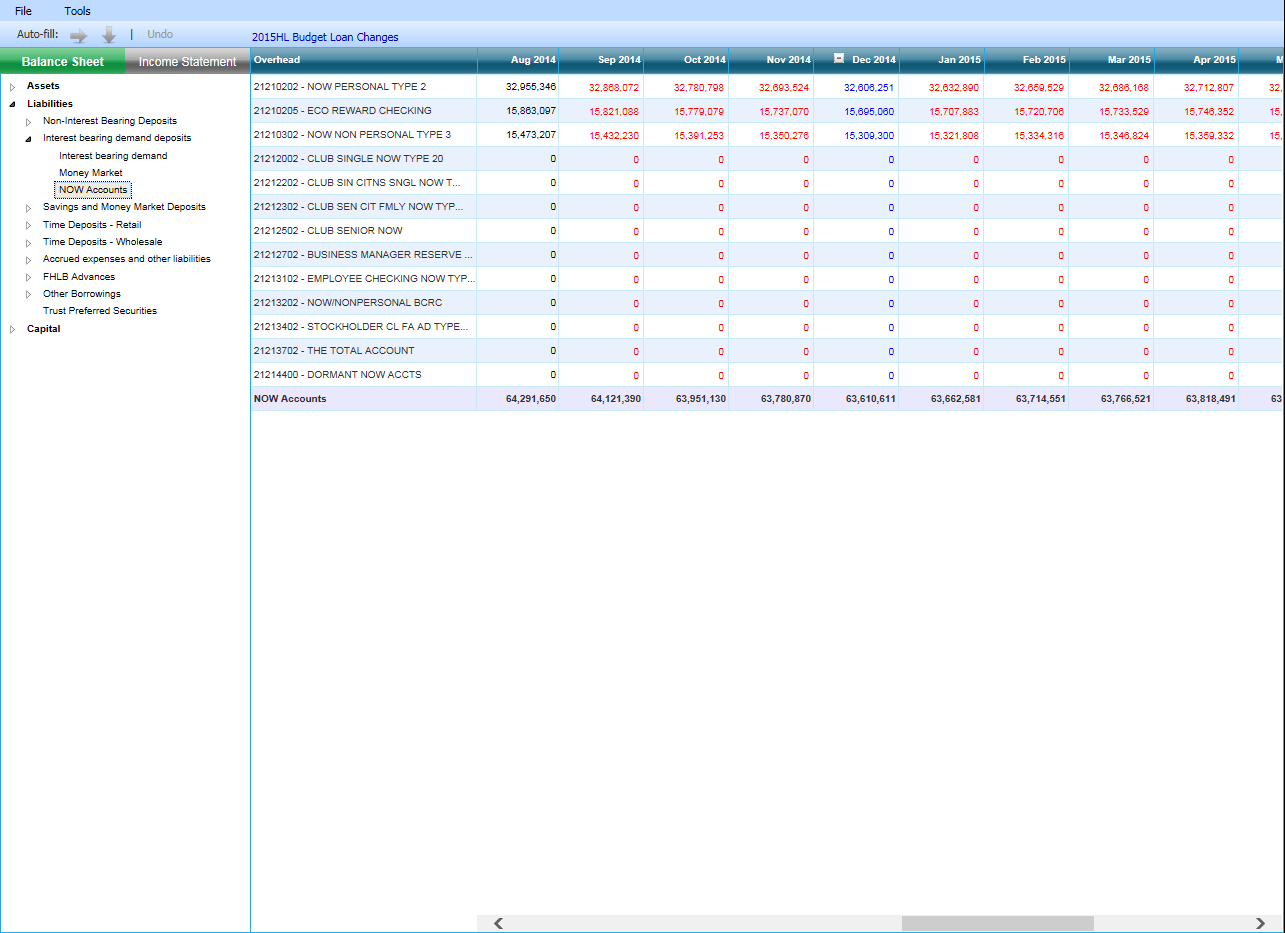 File Tools
Auto-fill: | Undo 2015HL Budget Loan Changes
Balance Sheet Income Statement
Assets
Liabilities
Non-Interest Bearing Deposits
Interest bearing demand deposits
Interest bearing demand
Money Market
NOW Accounts
Savings and Money Market Deposits
Time Deposits - Retail
Time Deposits - Wholesale
Accrued expenses and other liabilities
FHLB Advances
Other Borrowings
Trust Preferred Securities
Capital
Overhead Aug 2014 Sep 2014 Oct 2014 Nov 2014 Dec 2014 Jan 2015 Feb 2015 Mar 2015 Apr 2015 M
21210202 - NOW PERSONAL TYPE 2 32,955,346 32,868,072 32,780,798 32,693,524 32,606,251 32,632,890 32,659,529 32,686,168 32,712,807 32,
21210205 - ECO REWARD CHECKING 15,863,097 15,821,088 15,779,079 15,737,070 15,695,060 15,707,883 15,720,706 15,733,529 15,746,352 15,
21210302 - NOW NON PERSONAL TYPE 3 15,473,207 15,432,230 15,391,253 15,350,276 15,309,300 15,321,808 15,334,316 15,346,824 15,359,332 15,
21212002 - CLUB SINGLE NOW TYPE 20 0 0 0 0 0 0 0 0 0
21212202 - CLUB SIN CITNS SNGL NOW T... 0 0 0 0 0 0 0 0 0
21212302 - CLUB SEN CIT FMLY NOW TYP... 0 0 0 0 0 0 0 0 0
21212502 - CLUB SENIOR NOW 0 0 0 0 0 0 0 0 0
21212702 - BUSINESS MANAGER RESERVE ... 0 0 0 0 0 0 0 0 0
21213102 - EMPLOYEE CHECKING NOW TYP... 0 0 0 0 0 0 0 0 0
21213202 - NOW/NONPERSONAL BCRC 0 0 0 0 0 0 0 0 0
21213402 - STOCKHOLDER CL FA AD TYPE... 0 0 0 0 0 0 0 0 0
21213702 - THE TOTAL ACCOUNT 0 0 0 0 0 0 0 0 0
21214400 - DORMANT NOW ACCTS 0 0 0 0 0 0 0 0 0
NOW Accounts 64,291,650 64,121,390 63,951,130 63,780,870 63,610,611 63,662,581 63,714,551 63,766,521 63,818,491 63